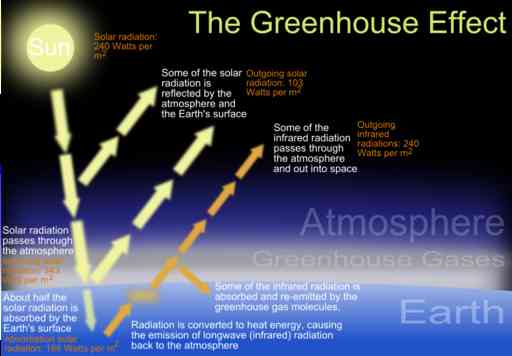 The Greenhouse Effect
Sun
Solar radiation:
240 Watts per
m2
Some of the solar
radiation is
reflected by the
atmosphere and
the Earth's surface
Outgoing solar
radiation: 103
Watts per m2
Some of the
infrared radiation
passes through
the atmosphere
and out into space
Outgoing
infrared
radiations: 240
Watts per m2
Atmosphere
Greenhouse Gases
Earth
Solar radiation
passes through
the atmosphere
343
per m2
About half the
solar radiation is
absorbed by the
Earth's surface
Absorbation solar
radiation: 168 Watts per m2
Some of the infrared radiation is
absorbed and re-emitted by the
greenhouse gas molecules.
Radiation is converted to heat energy, causing
the emission of longwave (infrared) radiation
back to the atmosphere